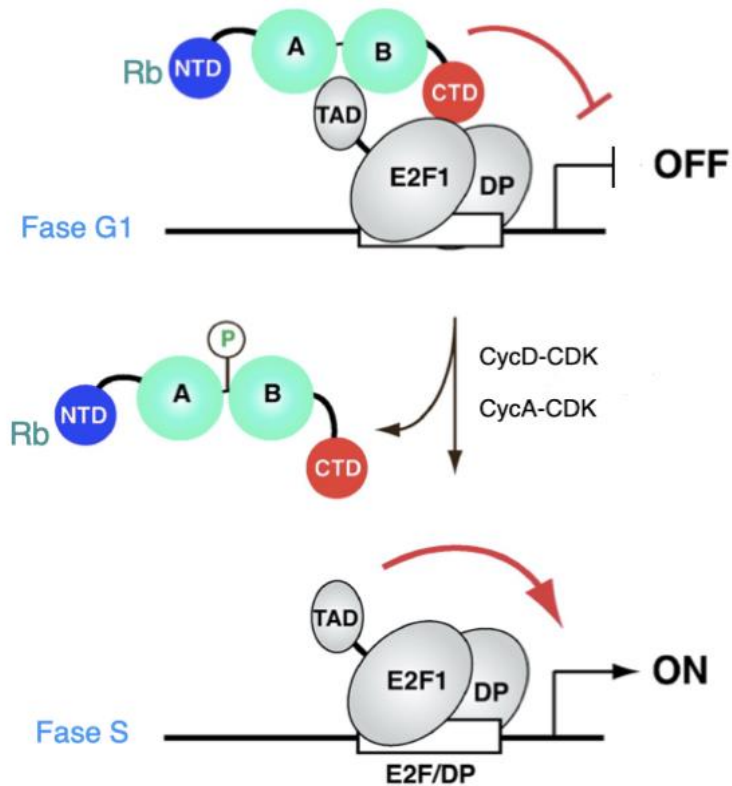 A B
Rb NTD
CTD
TAD
E2F1 DP
OFF
Fase G1
P
CycD-CDK
A B
NTD
CycA-CDK
Rb
CTD
TAD
E2F1 DP
ON
Fase S
E2F/DP